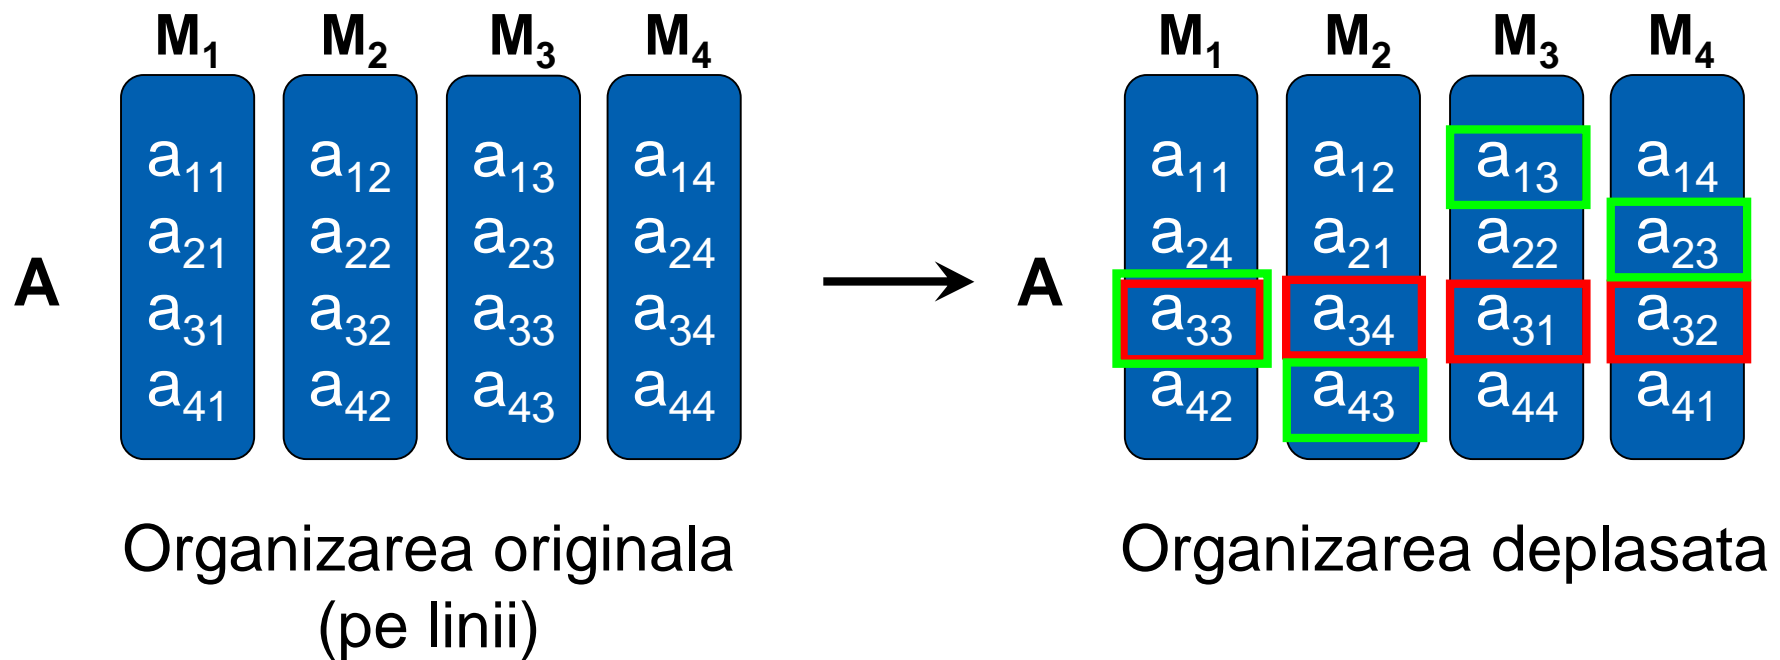 M₁ M₂ M₃ M₄ M₁ M₂ M₃ M₄
a₁₁ a₁₂ a₁₃ a₁₄ a₁₁ a₁₂ a₁₃ a₁₄
a₂₁ a₂₂ a₂₃ a₂₄ a₂₄ a₂₁ a₂₂ a₂₃
A A
a₃₁ a₃₂ a₃₃ a₃₄ a₃₃ a₃₄ a₃₁ a₃₂
a₄₁ a₄₂ a₄₃ a₄₄ a₄₂ a₄₃ a₄₄ a₄₁
Organizarea originala Organizarea deplasata
(pe linii)